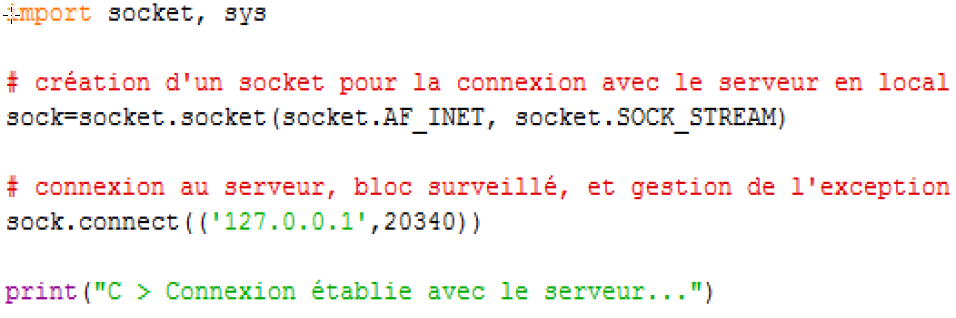 import socket, sys
# création d'un socket pour la connexion avec le serveur en local
sock=socket.socket(socket.AF_INET, socket.SOCK_STREAM)
# connexion au serveur, bloc surveillé, et gestion de l'exception
sock.connect(('127.0.0.1',20340))
print("C > Connexion établie avec le serveur...")